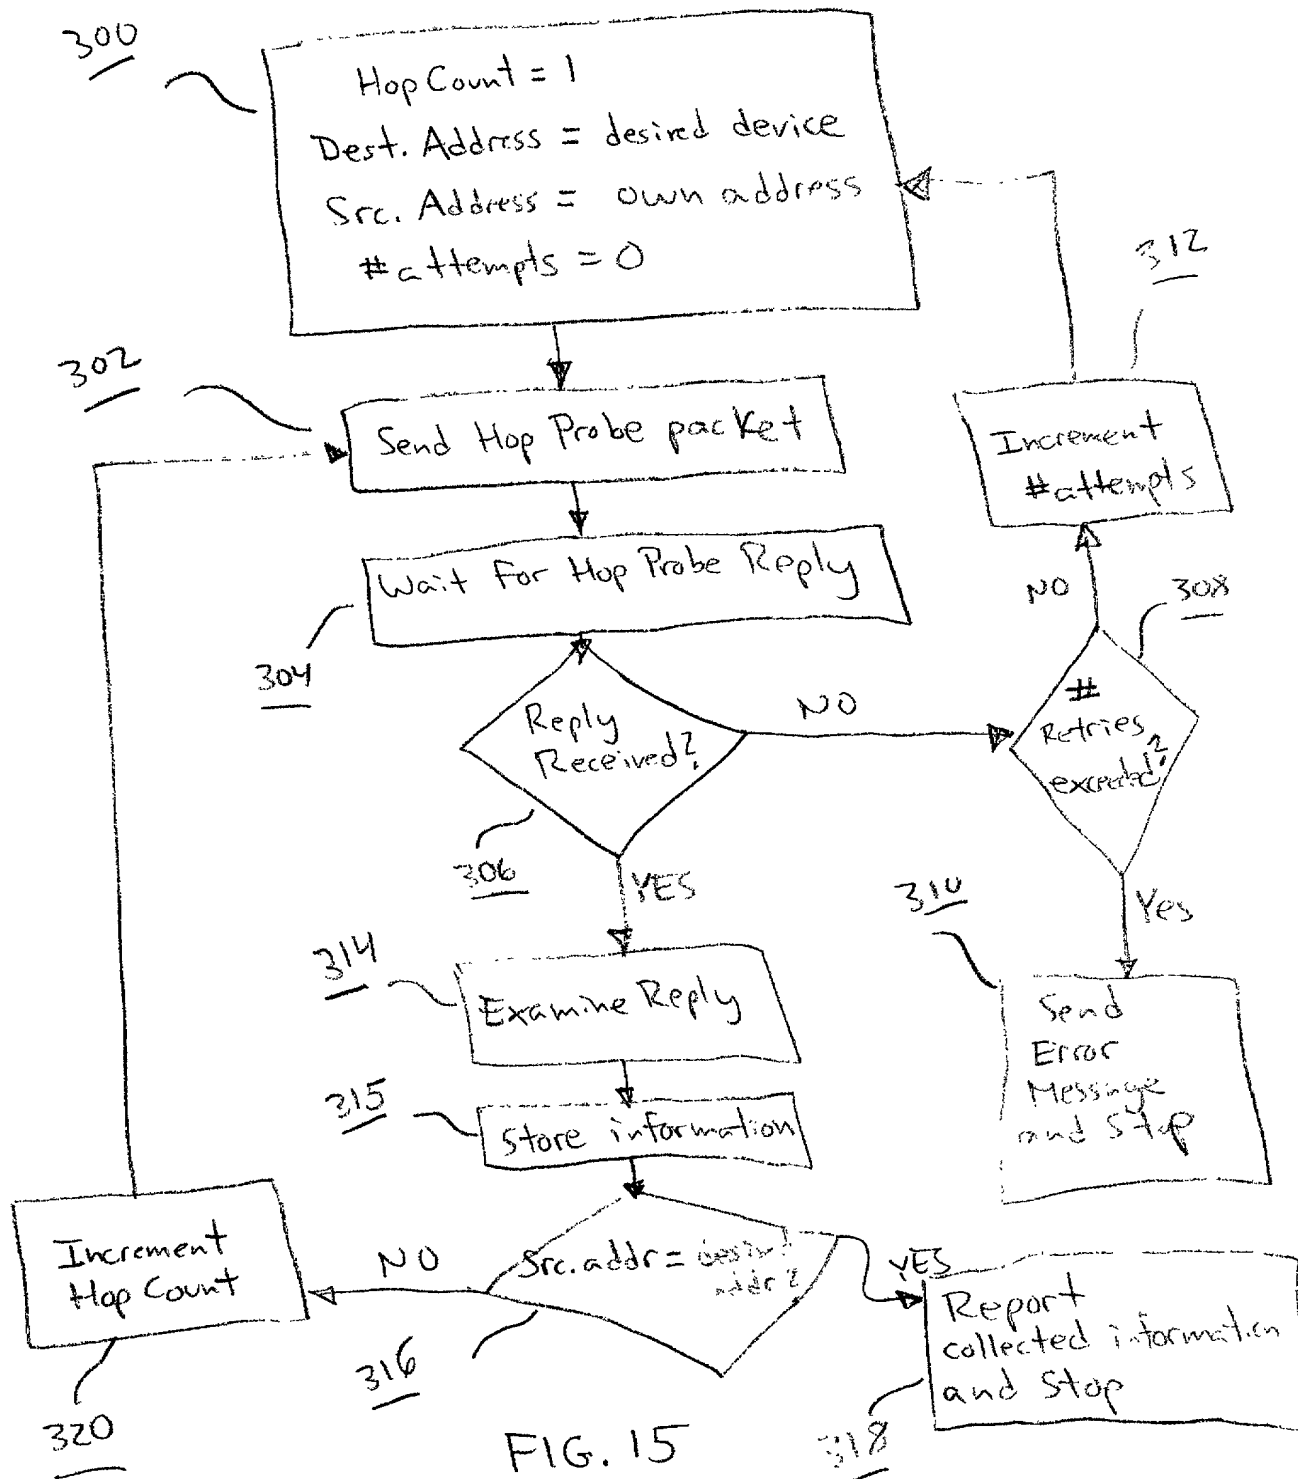 300
Hop Count = 1
Dest. Address = desired device
Src. Address = own address
# attempts = 0
312
302
Send Hop Probe packet
Increment
#attempts
Wait For Hop Probe Reply
304
NO
308
Reply
Received?
NO
#
Retries
exceeded?
306
YES
310
Yes
314
Examine Reply
Send
Error
Message
and Stop
315
Store information
Increment
Hop Count
NO
Src. addr = desired
addr?
YES
Report
collected information
and Stop
316
320
318
FIG. 15